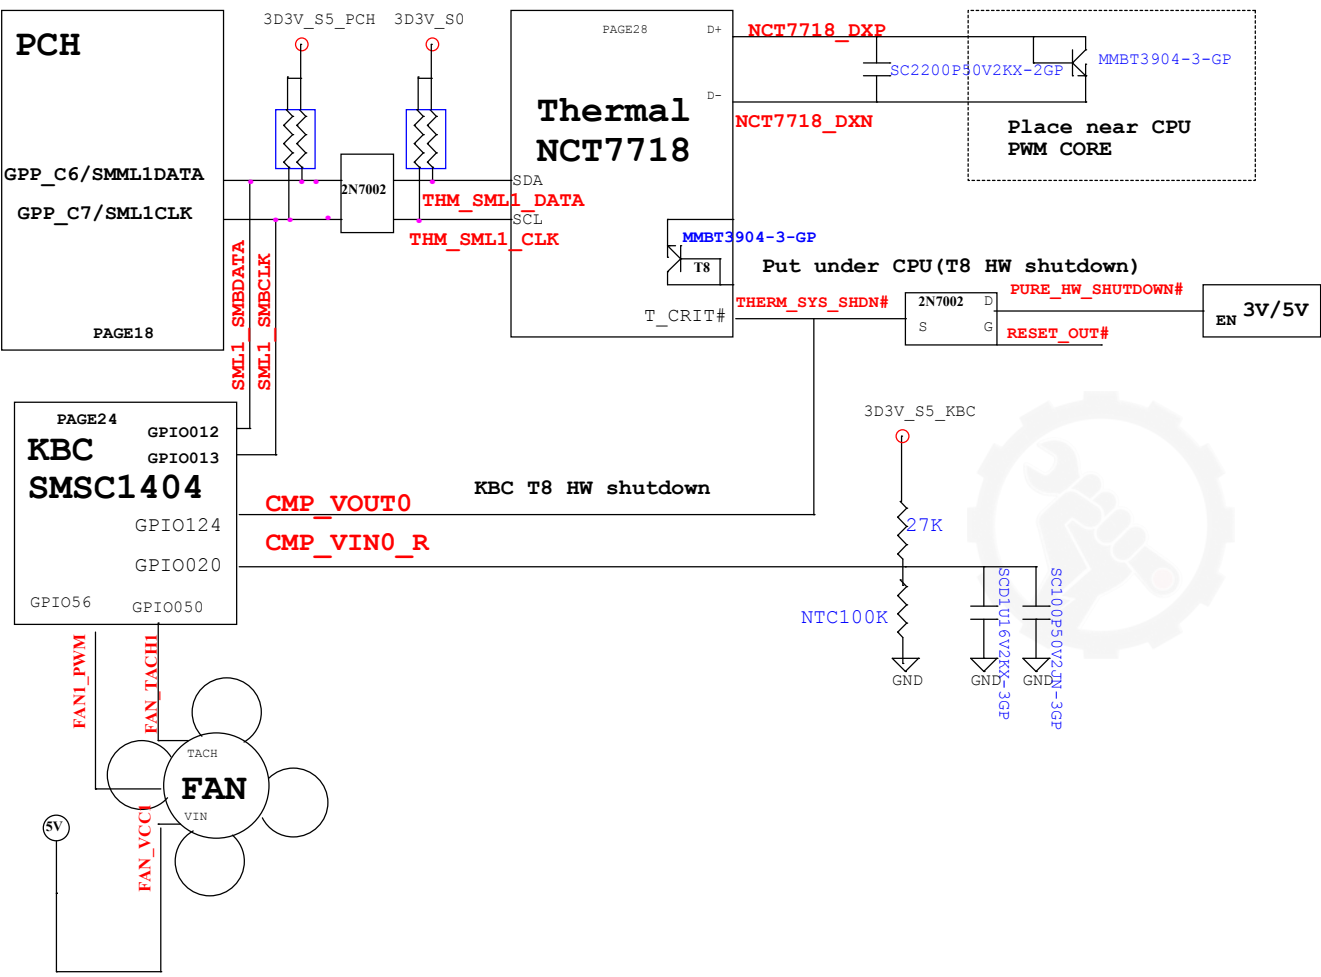 3D3V_S5_PCH
3D3V_S0
PCH
PAGE28
D+
NCT7718_DXP
SC2200P50V2KX-2GP
MMBT3904-3-GP
D-
Thermal
NCT7718
NCT7718_DXN
Place near CPU
PWM CORE
GPP_C6/SMML1DATA
GPP_C7/SML1CLK
2N7002
SDA
THM_SML1_DATA
SCL
THM_SML1_CLK
MMBT3904-3-GP
T8
Put under CPU(T8 HW shutdown)
PAGE18
SML1_SMBDATA
SML1_SMBCLK
T_CRIT#
THERM_SYS_SHDN#
2N7002
D
S
G
PURE_HW_SHUTDOWN#
RESET_OUT#
EN 3V/5V
PAGE24
KBC
SMSC1404
GPIO012
GPIO013
GPIO124
GPIO020
GPIO56
GPIO050
KBC T8 HW shutdown
CMP_VOUT0
CMP_VIN0_R
3D3V_S5_KBC
27K
NTC100K
SCD1U16V2KX-3GP
SC100P50V2JN-3GP
GND
GND
GND
FAN1_PWM
FAN_TACH1
TACH
FAN
VIN
5V
FAN_VCC1